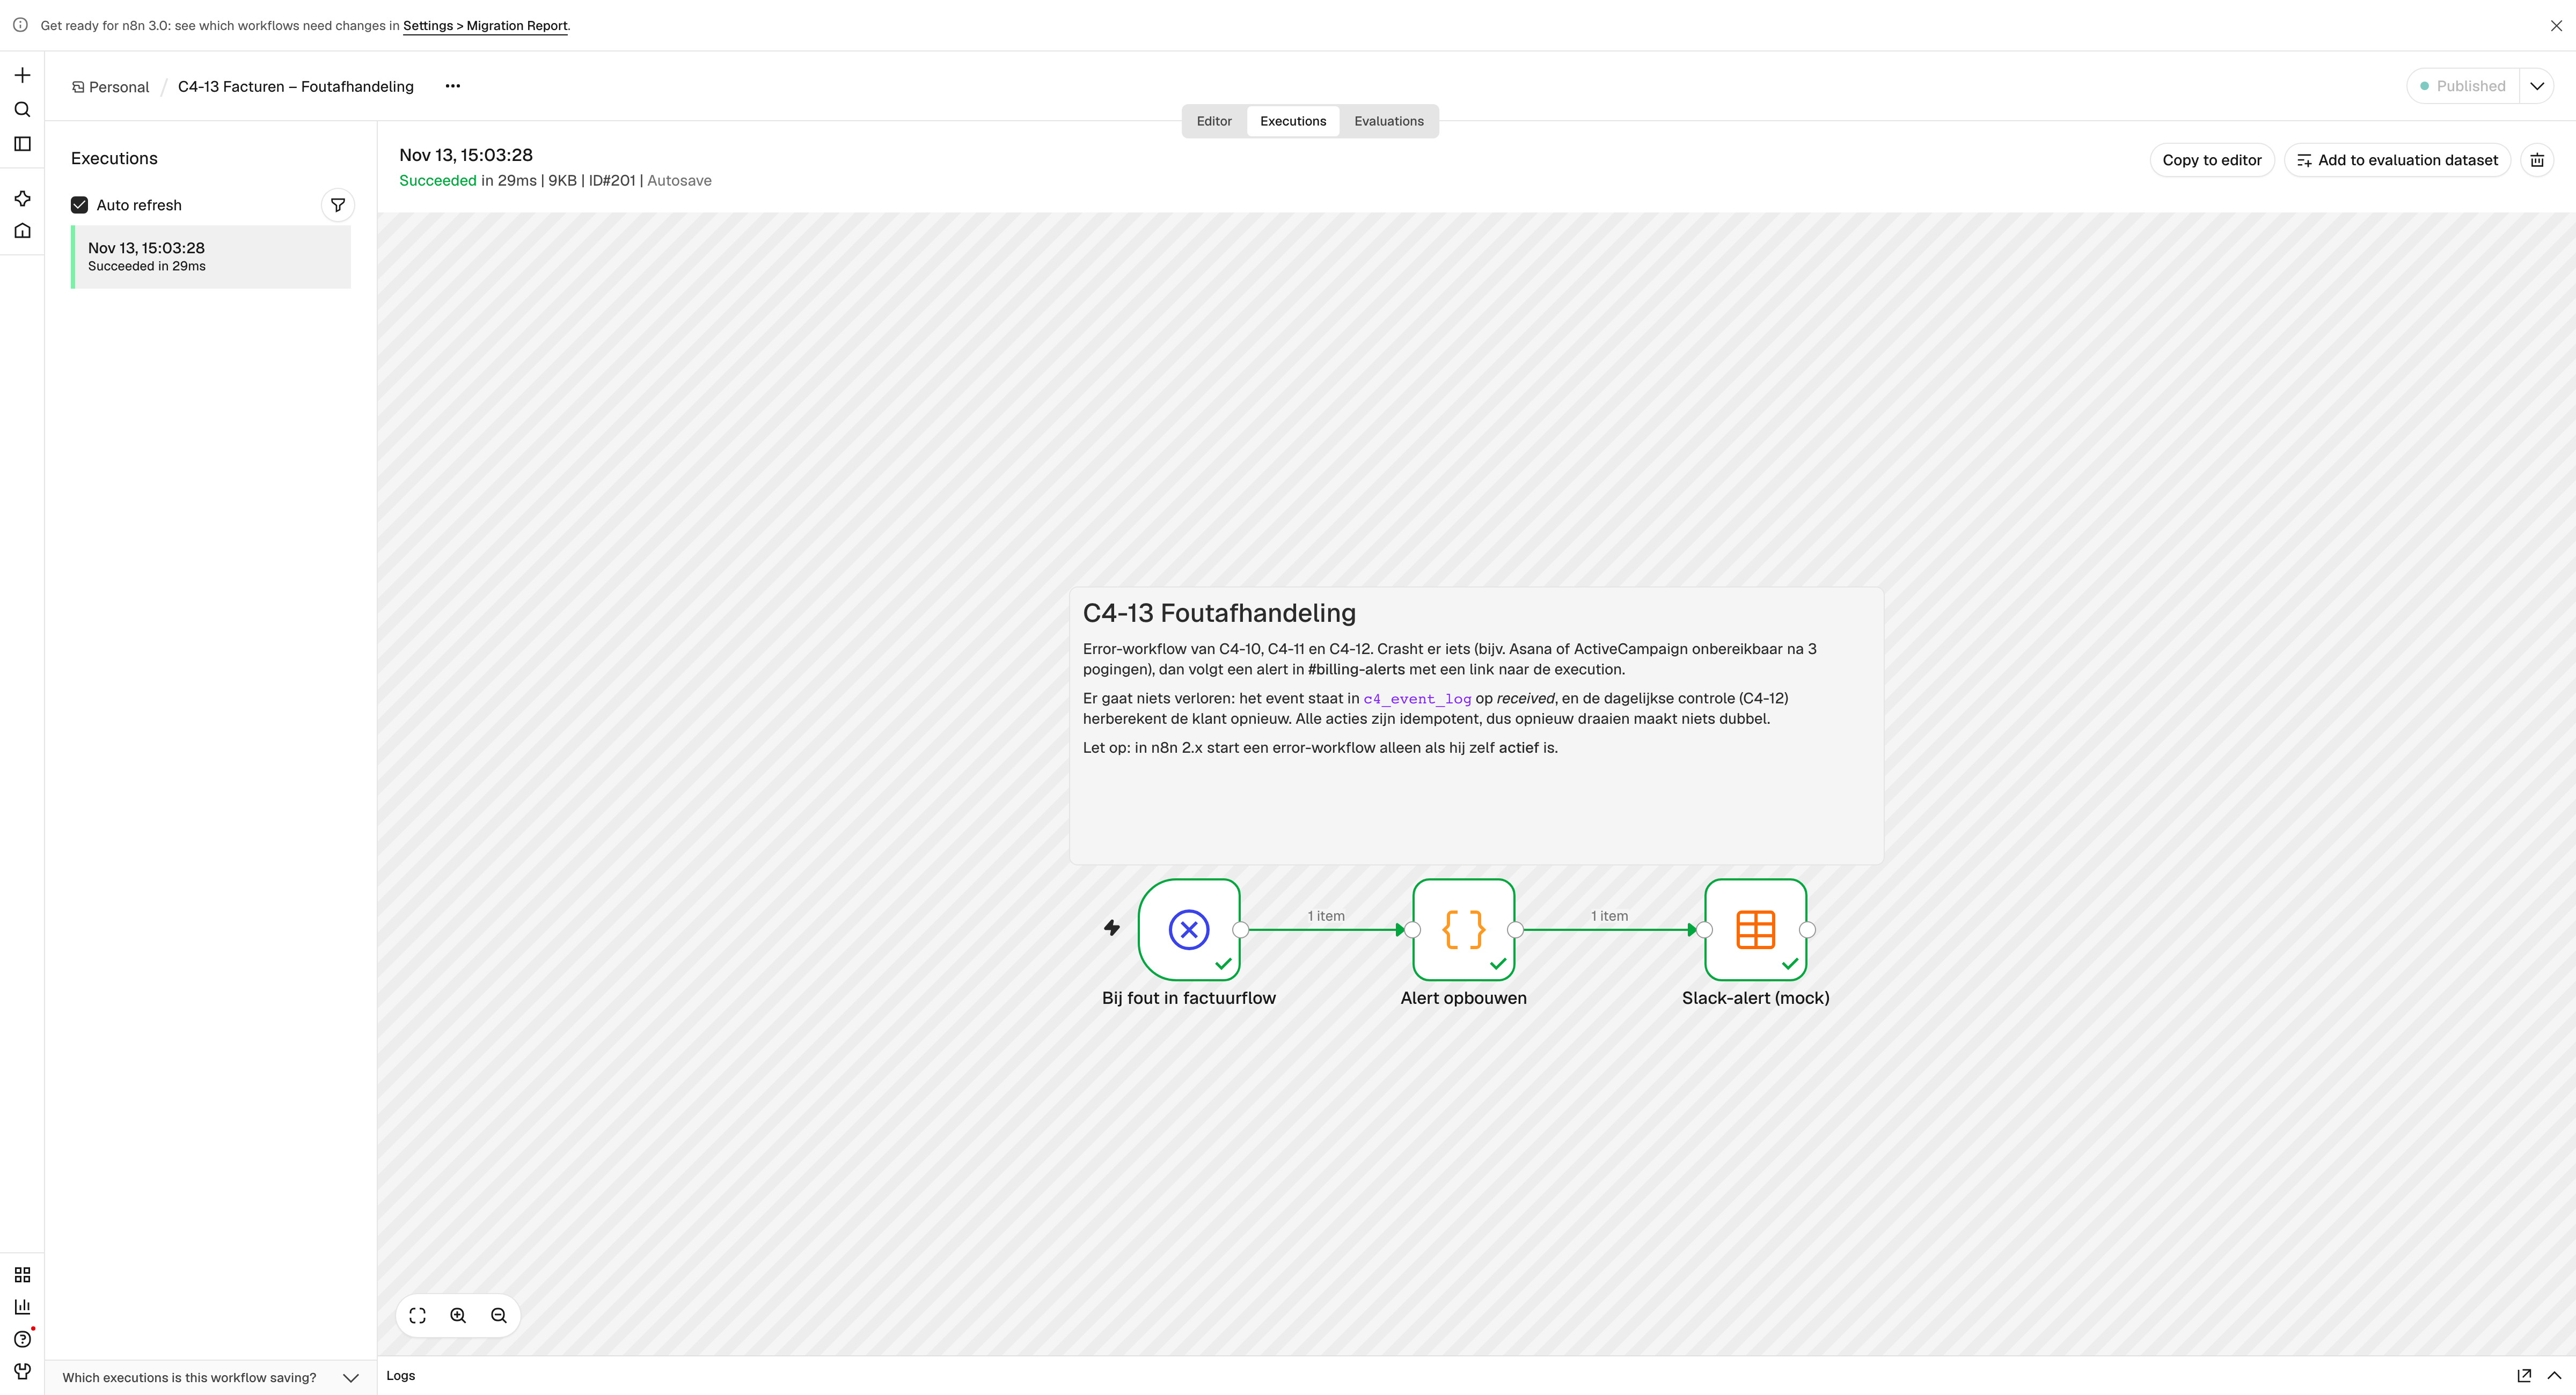 Get ready for n8n 3.0: see which workflows need changes in Settings > Migration Report.
Personal / C4-13 Facturen – Foutafhandeling ...
Published
Editor Executions Evaluations
Executions
Auto refresh
Nov 13, 15:03:28
Succeeded in 29ms
Nov 13, 15:03:28
Succeeded in 29ms | 9KB | ID#201 | Autosave
Copy to editor
Add to evaluation dataset
C4-13 Foutafhandeling
Error-workflow van C4-10, C4-11 en C4-12. Crasht er iets (bijv. Asana of ActiveCampaign onbereikbaar na 3
pogingen), dan volgt een alert in #billing-alerts met een link naar de execution.
Er gaat niets verloren: het event staat in c4_event_log op received, en de dagelijkse controle (C4-12)
herberekent de klant opnieuw. Alle acties zijn idempotent, dus opnieuw draaien maakt niets dubbel.
Let op: in n8n 2.x start een error-workflow alleen als hij zelf actief is.
1 item
1 item
Bij fout in factuurflow
Alert opbouwen
Slack-alert (mock)
Which executions is this workflow saving?
Logs